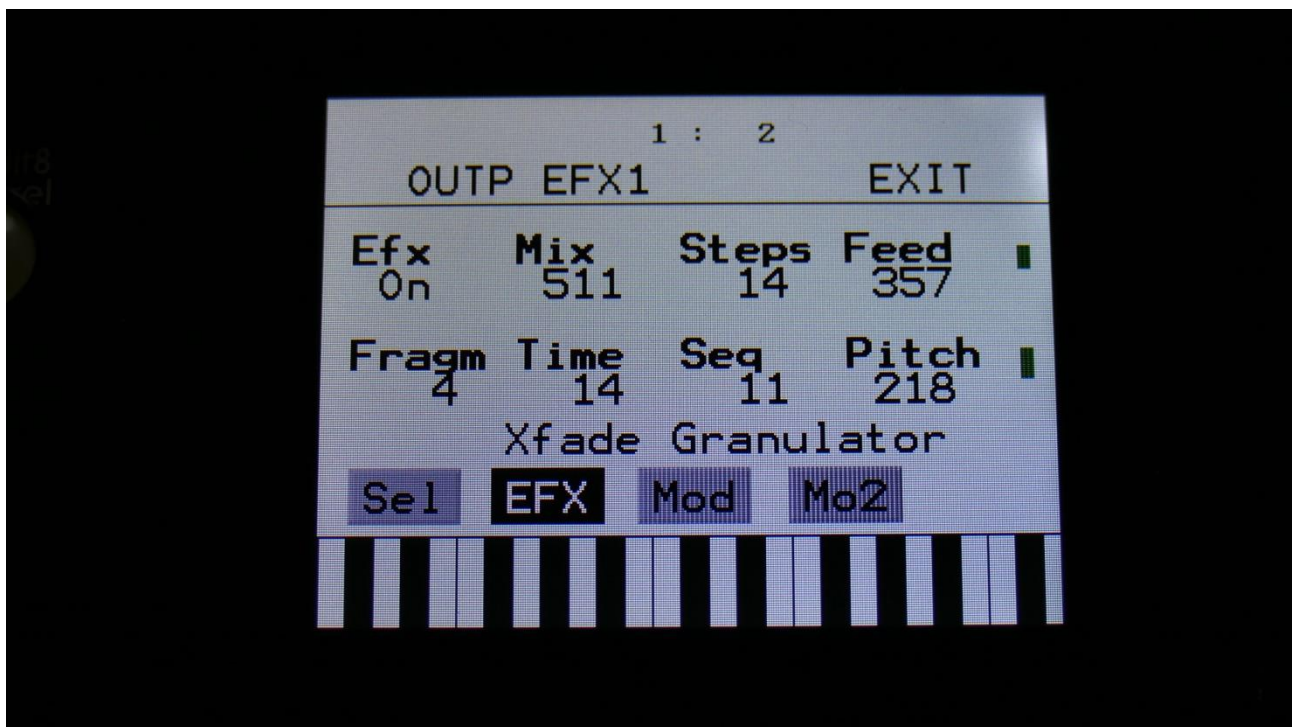 1 : 2
OUTP EFX1 EXIT
Efx Mix Steps Feed
On 511 14 357
Fragm Time Seq Pitch
4 14 11 218
Xfade Granulator
Sel EFX Mod Mo2